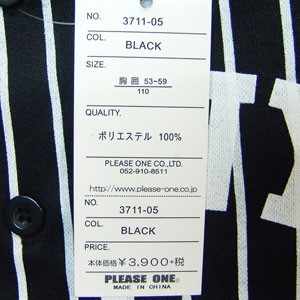 NO. 3711-05
COL. BLACK
SIZE.
胸囲 53~59
110
QUALITY.
ポリエステル 100%
PLEASE ONE CO.,LTD.
052-910-8511
http://www.please-one.co.jp
NO. 3711-05
COL. BLACK
PRICE.
本体価格 ¥3,900+税
PLEASE ONE®
MADE IN CHINA